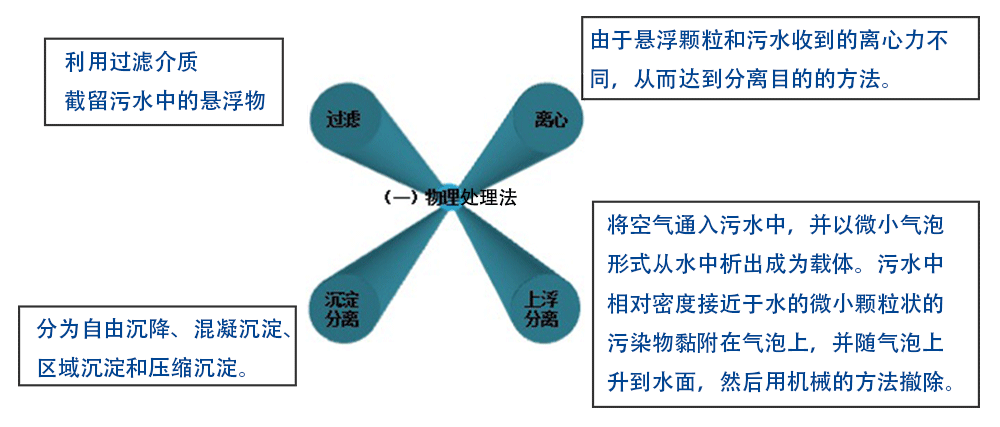 利用过滤介质
截留污水中的悬浮物
由于悬浮颗粒和污水收到的离心力不
同，从而达到分离目的的方法。
过滤
离心
（一）物理处理法
沉淀
分离
上浮
分离
分为自由沉降、混凝沉淀、
区域沉淀和压缩沉淀。
将空气通入污水中，并以微小气泡
形式从水中析出成为载体。污水中
相对密度接近于水的微小颗粒状的
污染物黏附在气泡上，并随气泡上
升到水面，然后用机械的方法撤除。